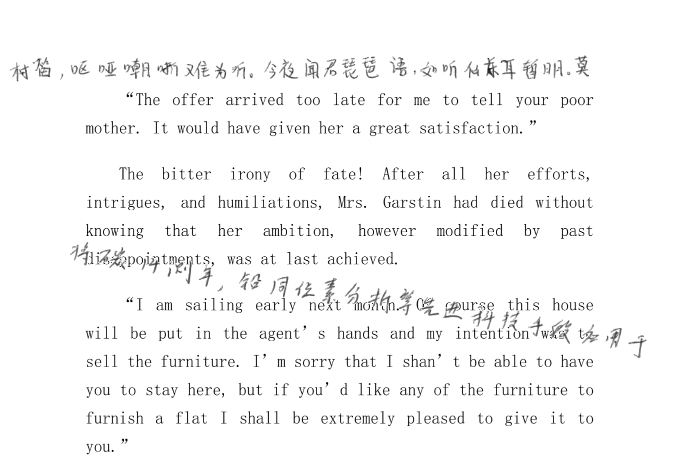 村笛，呕哑嘲哳难为听。今夜闻君琵琶语，如听仙乐耳暂明。莫
“The offer arrived too late for me to tell your poor
mother. It would have given her a great satisfaction.”
The bitter irony of fate! After all her efforts,
intrigues, and humiliations, Mrs. Garstin had died without
knowing that her ambition, however modified by past
disappointments, was at last achieved.
将碳14测年，铅同位素分析等先进科技手段应用于
“I am sailing early next month. Of course this house
will be put in the agent’s hands and my intention was to
sell the furniture. I’m sorry that I shan’t be able to have
you to stay here, but if you’d like any of the furniture to
furnish a flat I shall be extremely pleased to give it to
you.”